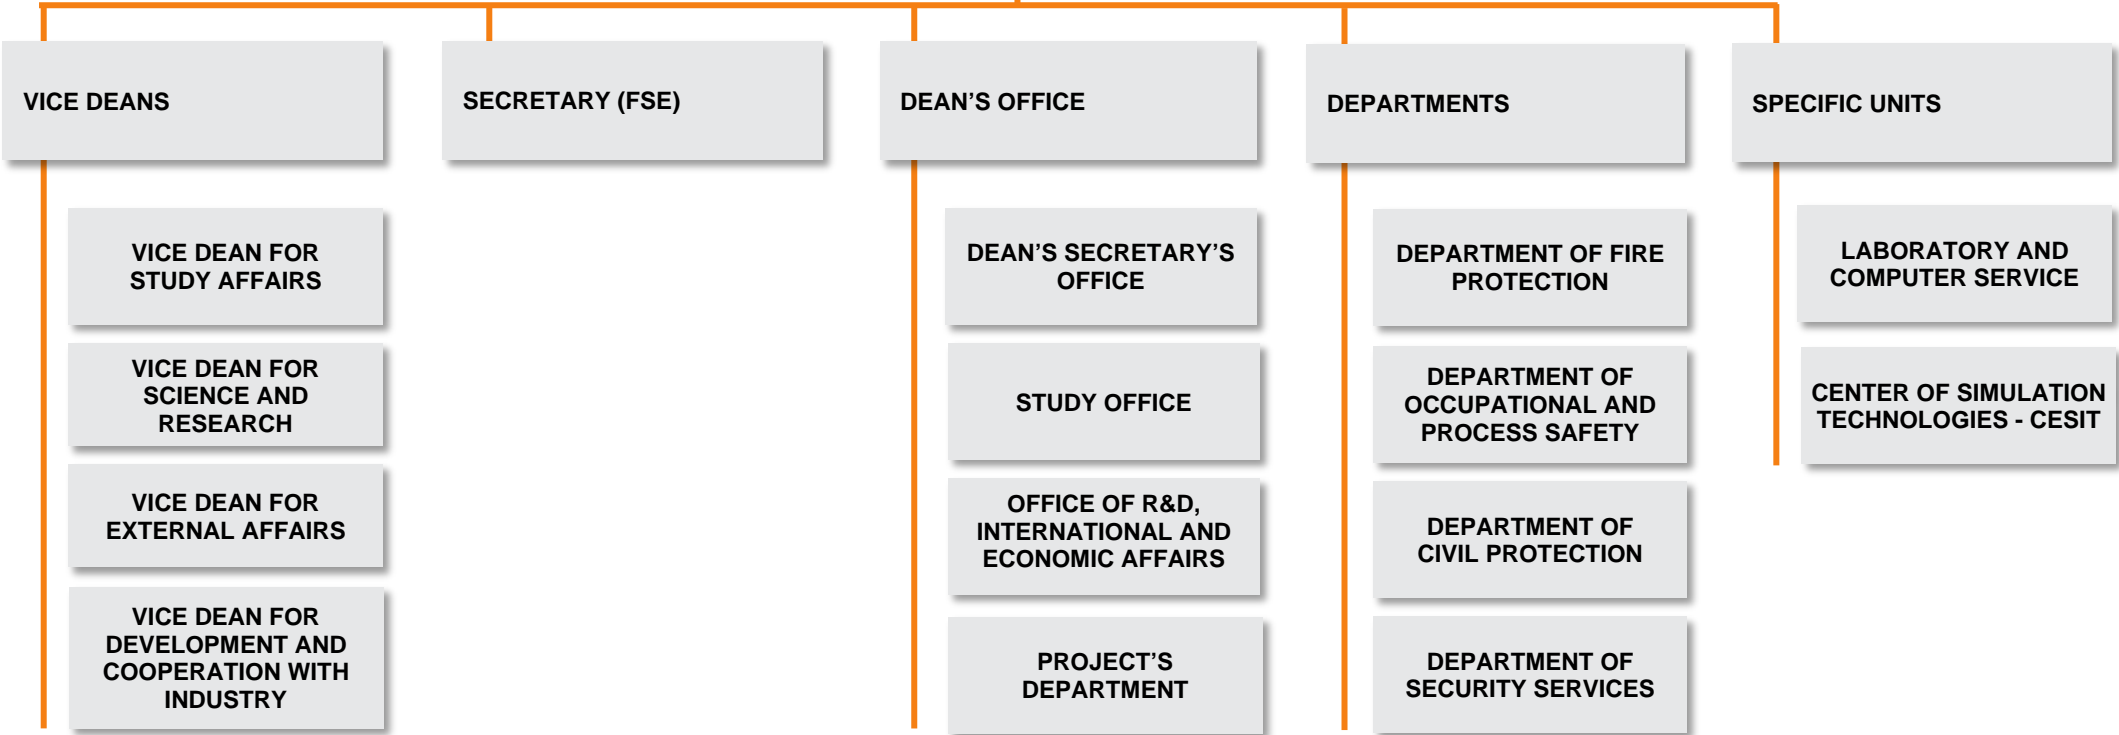 VICE DEANS
SECRETARY (FSE)
DEAN’S OFFICE
DEPARTMENTS
SPECIFIC UNITS
VICE DEAN FOR
STUDY AFFAIRS
VICE DEAN FOR
SCIENCE AND
RESEARCH
VICE DEAN FOR
EXTERNAL AFFAIRS
VICE DEAN FOR
DEVELOPMENT AND
COOPERATION WITH
INDUSTRY
DEAN’S SECRETARY’S
OFFICE
STUDY OFFICE
OFFICE OF R&D,
INTERNATIONAL AND
ECONOMIC AFFAIRS
PROJECT’S
DEPARTMENT
DEPARTMENT OF FIRE
PROTECTION
DEPARTMENT OF
OCCUPATIONAL AND
PROCESS SAFETY
DEPARTMENT OF
CIVIL PROTECTION
DEPARTMENT OF
SECURITY SERVICES
LABORATORY AND
COMPUTER SERVICE
CENTER OF SIMULATION
TECHNOLOGIES - CESIT